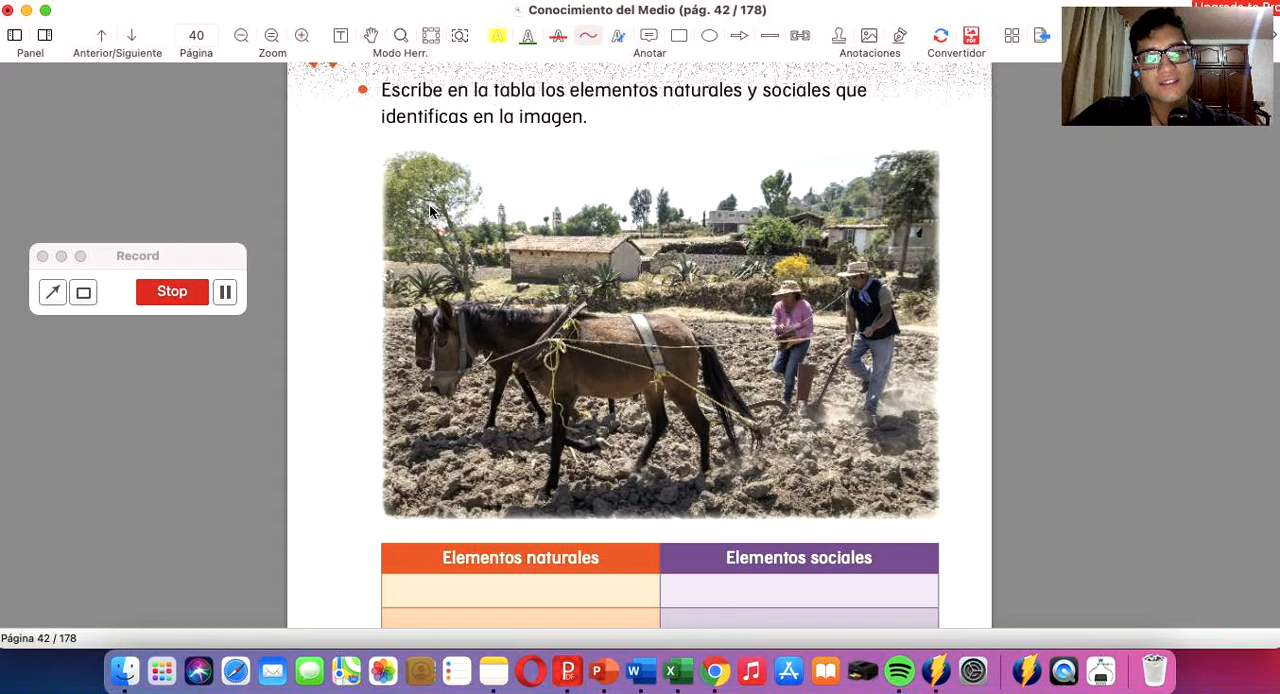 Conocimiento del Medio (pág. 42 / 178)
40
Panel
Anterior/Siguiente
Página
Zoom
Modo Herr.
Anotar
Anotaciones
Convertidor
Escribe en la tabla los elementos naturales y sociales que
identificas en la imagen.
Record
Stop
Elementos naturales
Elementos sociales
Página 42 / 178